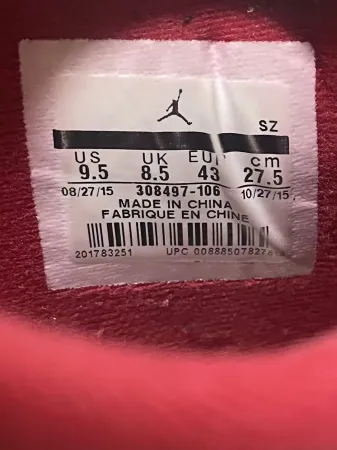 SZ
US UK EUR cm
9.5 8.5 43 27.5
08/27/15 308497-106 10/27/15
MADE IN CHINA
FABRIQUE EN CHINE
201783251 UPC